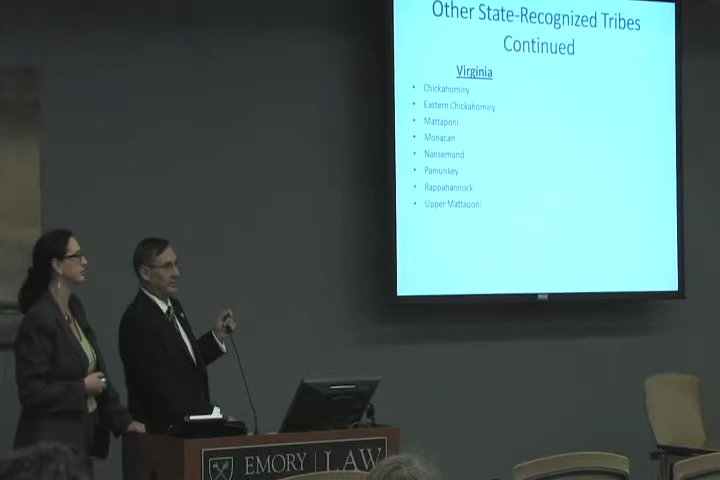 Other State-Recognized Tribes
Continued
Virginia
• Chickahominy
• Eastern Chickahominy
• Mattaponi
• Monacan
• Nansemond
• Pamunkey
• Rappahannock
• Upper Mattaponi
EMORY | LAW